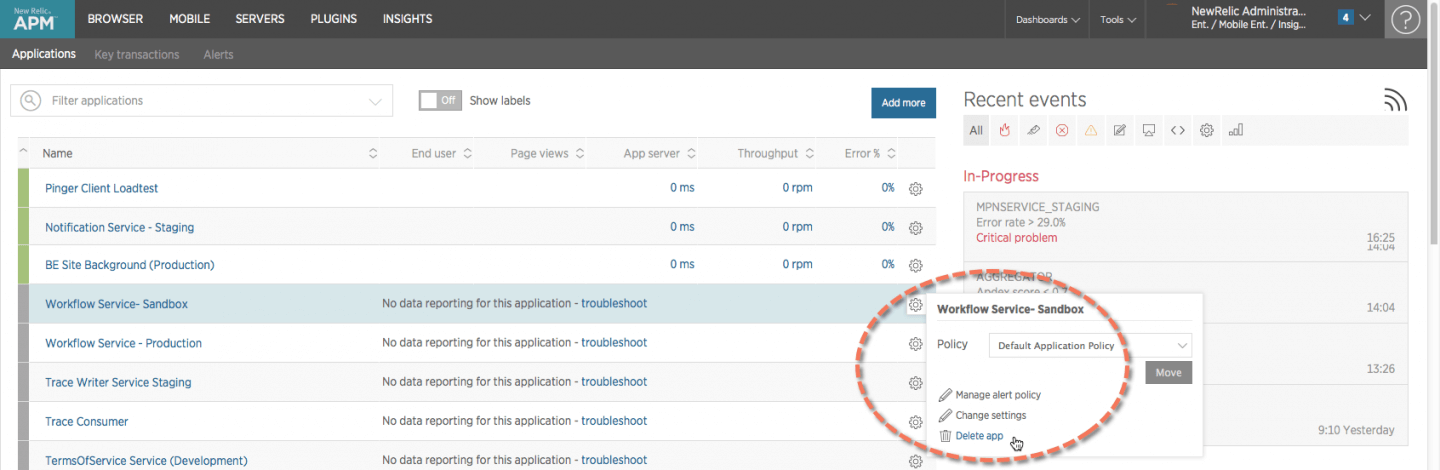 New Relic.
APM™
BROWSER MOBILE SERVERS PLUGINS INSIGHTS
Dashboards Tools
NewRelic Administra...
Ent. / Mobile Ent. / Insig...
4
?
Applications Key transactions Alerts
Filter applications
Off Show labels
Add more
Name End user Page views App server Throughput Error %
Pinger Client Loadtest 0 ms 0 rpm 0%
Notification Service - Staging 0 ms 0 rpm 0%
BE Site Background (Production) 0 ms 0 rpm 0%
Workflow Service- Sandbox No data reporting for this application - troubleshoot
Workflow Service - Production No data reporting for this application - troubleshoot
Trace Writer Service Staging No data reporting for this application - troubleshoot
Trace Consumer No data reporting for this application - troubleshoot
TermsOfService Service (Development) No data reporting for this application - troubleshoot
Recent events
All
In-Progress
MPNSERVICE_STAGING
Error rate > 29.0%
Critical problem 16:25
14:04
AGGREGATOR
Apdex score < 0.7
14:04
13:26
9:10 Yesterday
Workflow Service- Sandbox
Policy Default Application Policy
Move
Manage alert policy
Change settings
Delete app